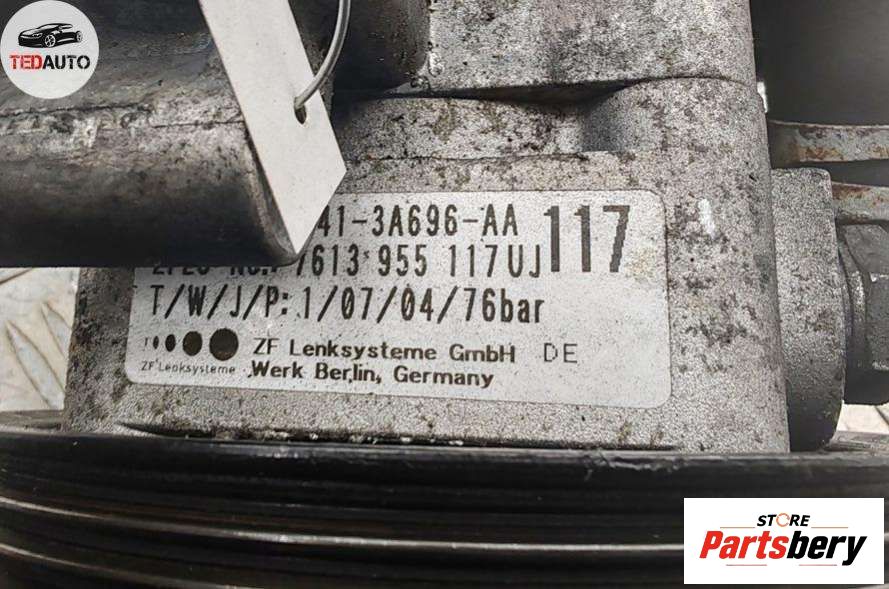 TEDAUTO
41-3A696-AA
117
7613 955 117UJ
T/W/J/P: 1/07/04/76bar
ZF Lenksysteme GmbH DE
ZF Lenksysteme
Werk Berlin, Germany
STORE
Partsbery